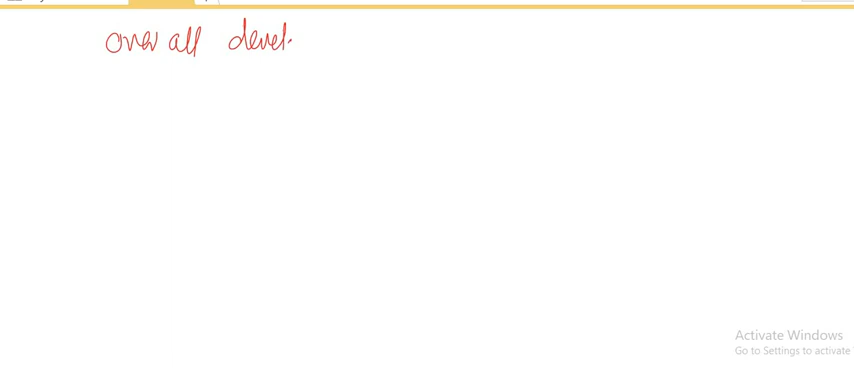 over all devel.
Activate Windows
Go to Settings to activate